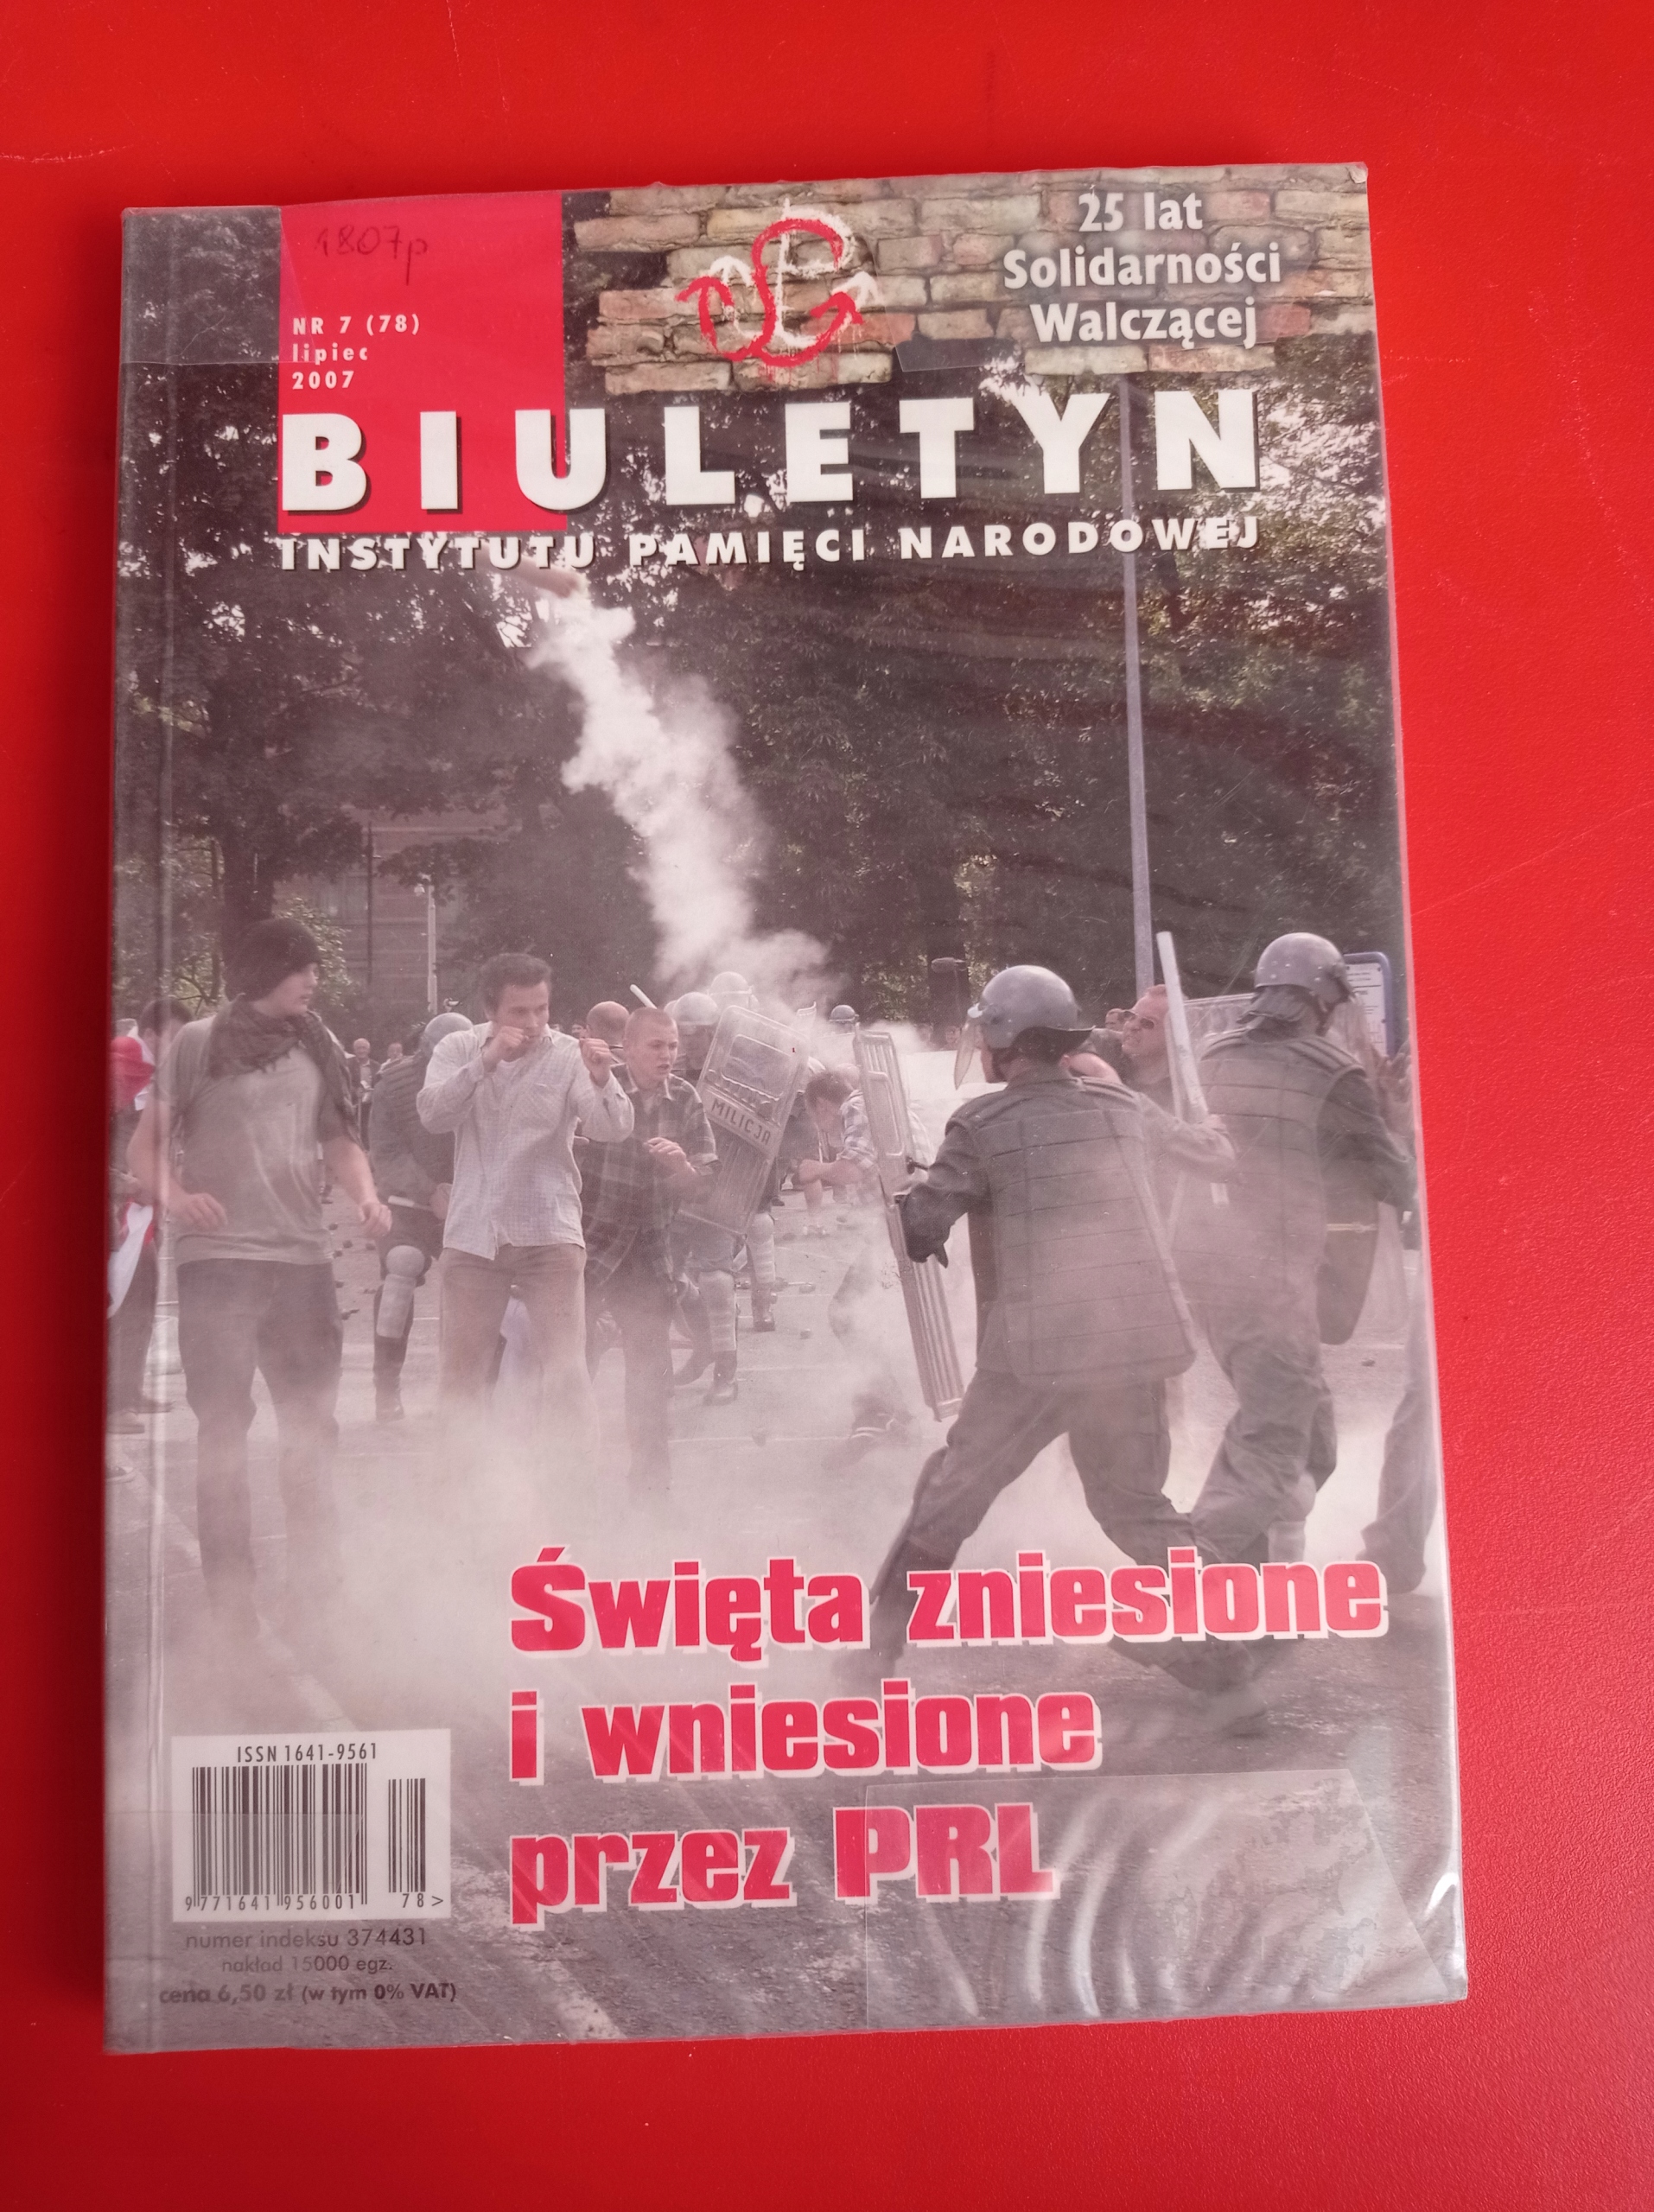 1807p
NR 7 (78)
lipiec
2007
25 lat
Solidarności
Walczącej
BIULETYN
INSTYTUTU PAMIĘCI NARODOWEJ
MILICJA
Święta zniesione
i wniesione
przez PRL
ISSN 1641-9561
9 771641 956001 78 >
numer indeksu 374431
nakład 15000 egz.
cena 6,50 zł (w tym 0% VAT)